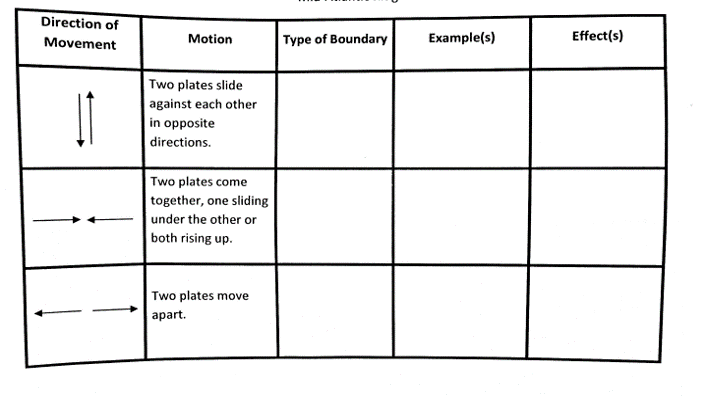 Direction of
Movement
Motion
Type of Boundary
Example(s)
Effect(s)
Two plates slide
against each other
in opposite
directions.
Two plates come
together, one sliding
under the other or
both rising up.
Two plates move
apart.